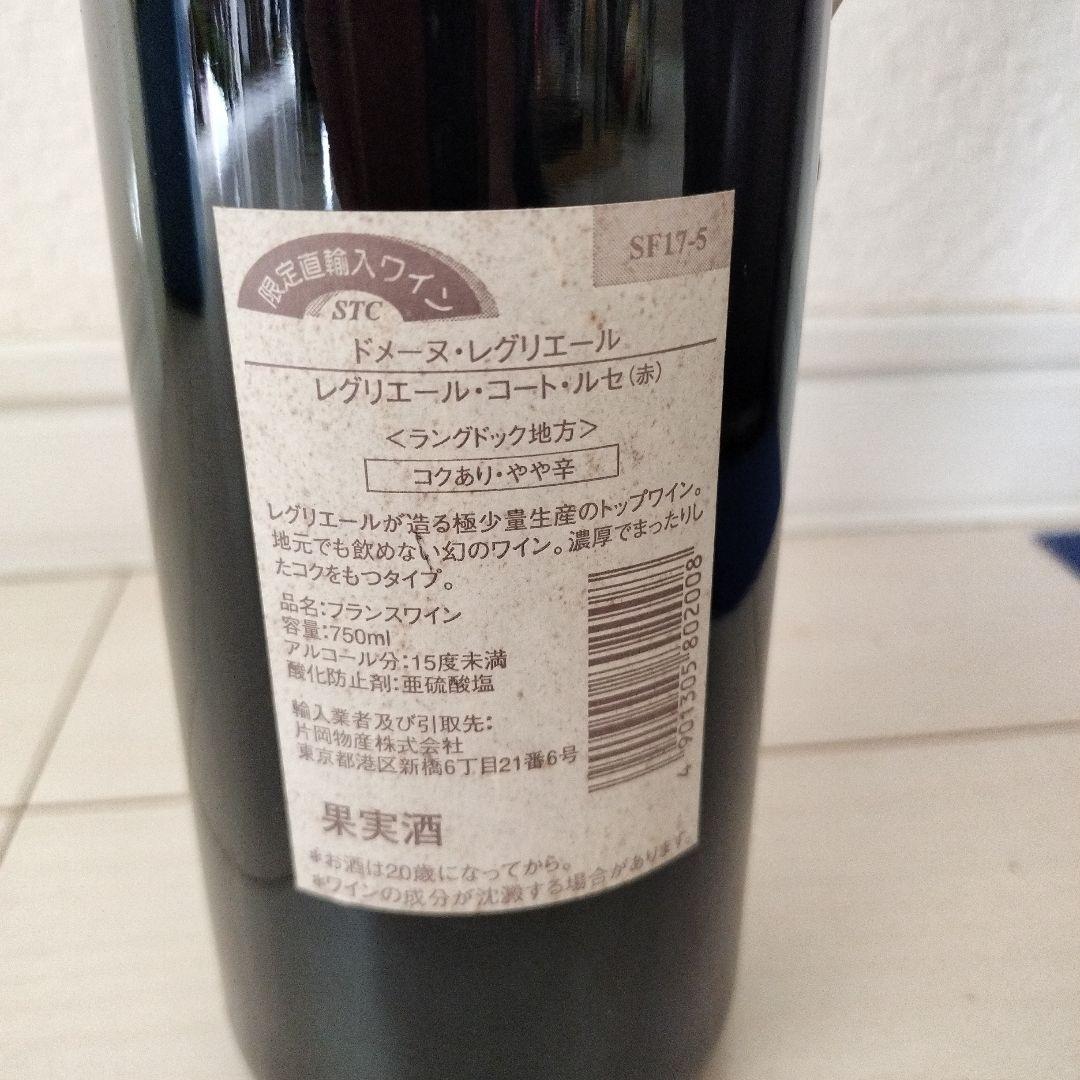 限定直輸入ワイン
STC
SF17-5
ドメーヌ・レグリエール
レグリエール・コート・ルセ(赤)
<ラングドック地方>
コクあり・やや辛
レグリエールが造る極少量生産のトップワイン。
地元でも飲めない幻のワイン。濃厚でまったりし
たコクをもつタイプ。
品名:フランスワイン
容量:750ml
アルコール分:15度未満
酸化防止剤:亜硫酸塩
輸入業者及び引取先:
片岡物産株式会社
東京都港区新橋6丁目21番6号
4901305802008
果実酒
*お酒は20歳になってから。
*ワインの成分が沈澱する場合があります。